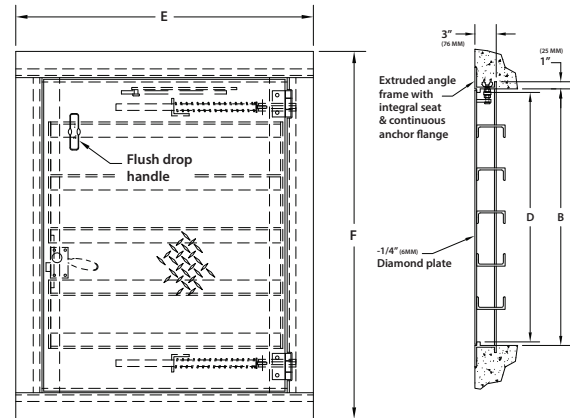 E
3"
(76 MM)
(25 MM)
1"
Extruded angle
frame with
integral seat
& continuous
anchor flange
Flush drop
handle
F
D
B
-1/4" (6MM)
Diamond plate